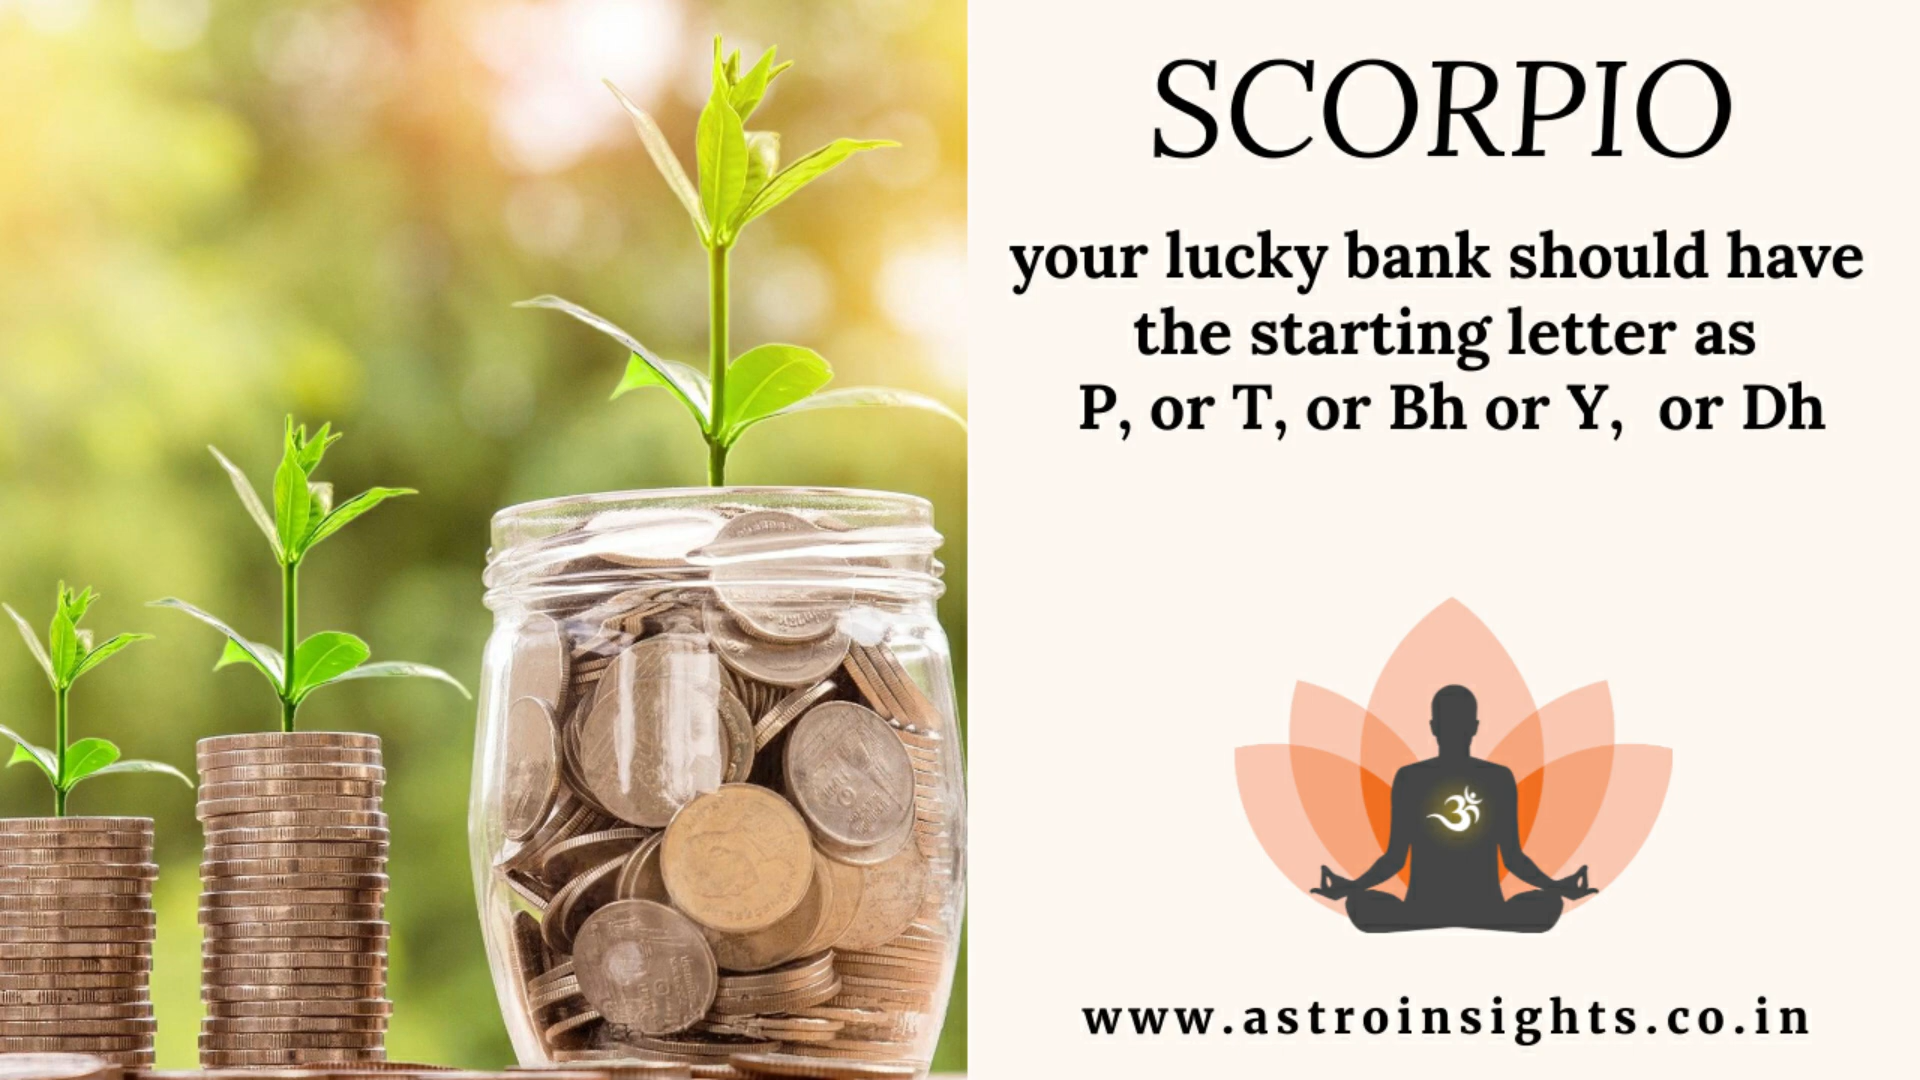 SCORPIO
your lucky bank should have
the starting letter as
P, or T, or Bh or Y,  or Dh
ॐ
www.astroinsights.co.in